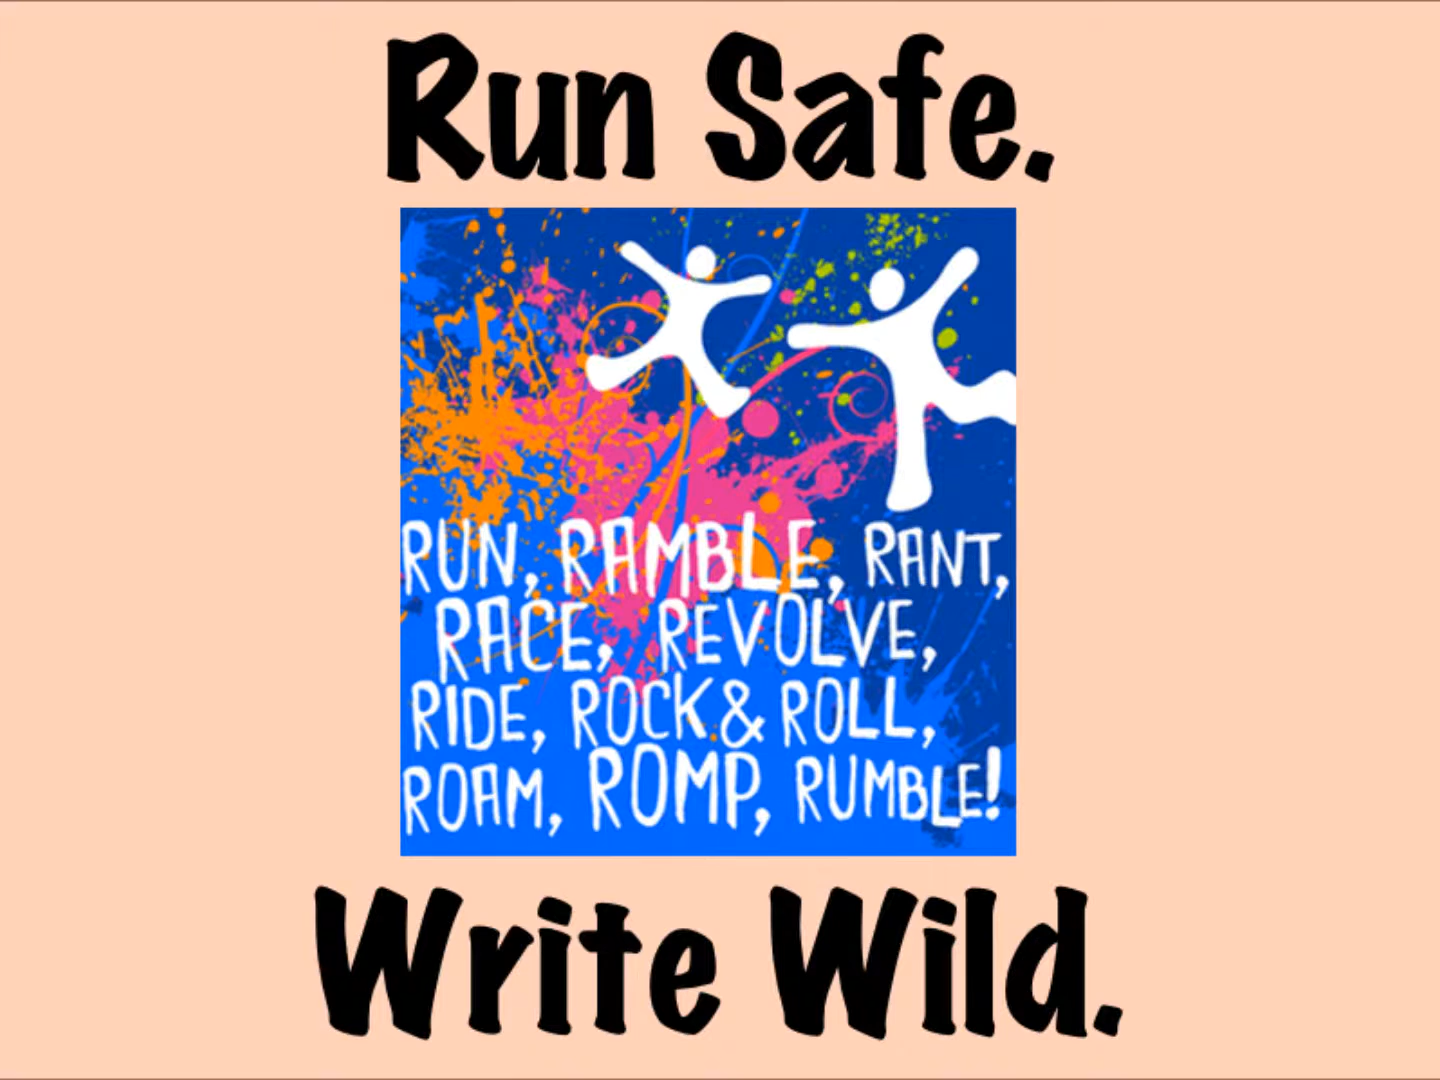 Run Safe.
RUN, RAMBLE, RANT,
RACE, REVOLVE,
RIDE, ROCK & ROLL,
ROAM, ROMP, RUMBLE!
Write Wild.